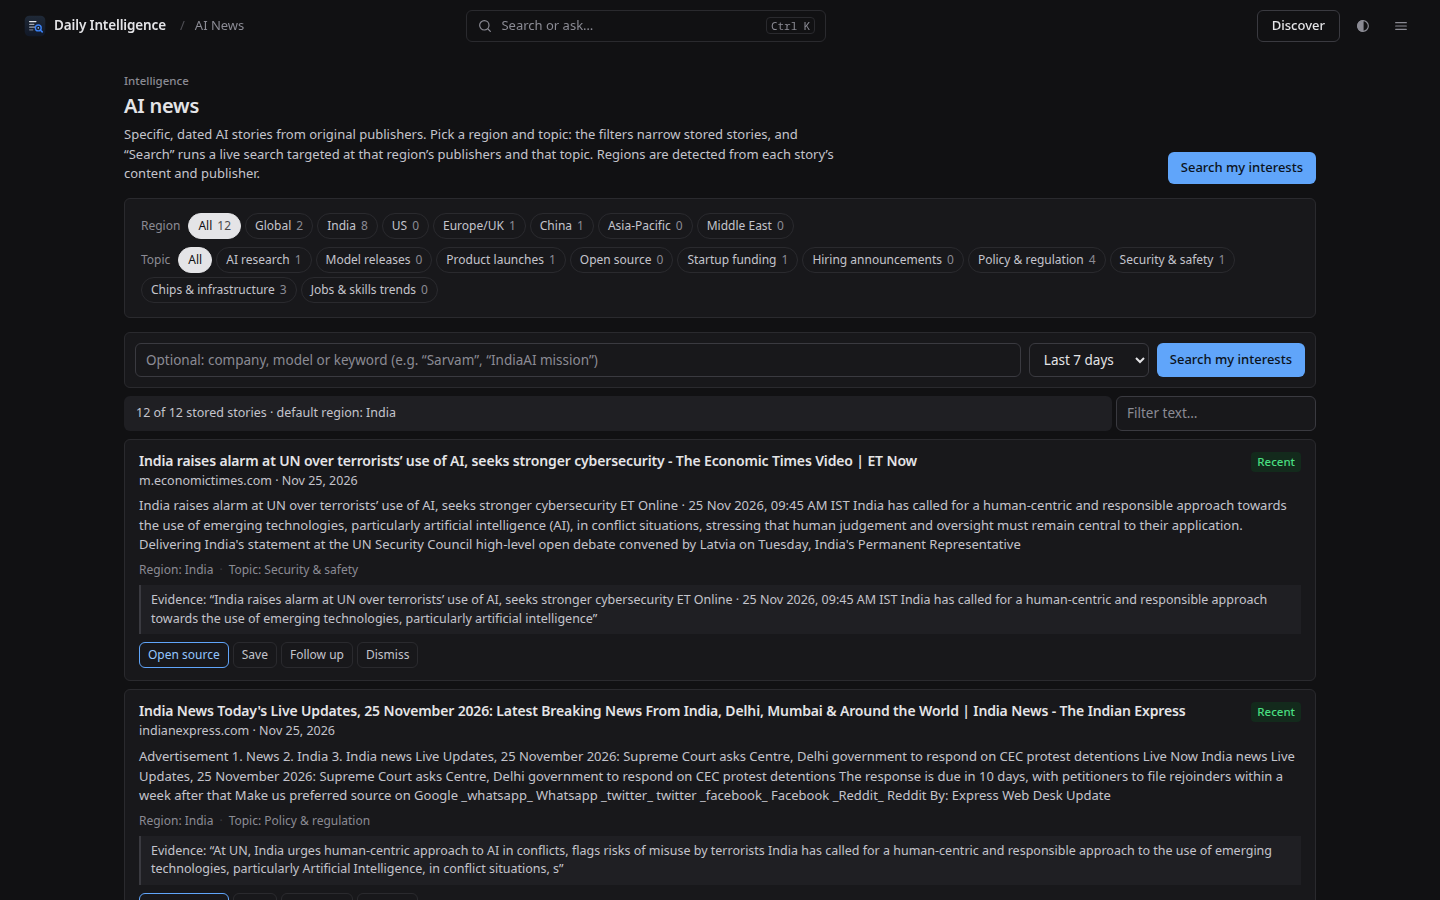 Daily Intelligence / AI News
Search or ask...
Ctrl K
Discover
Intelligence
AI news
Specific, dated AI stories from original publishers. Pick a region and topic: the filters narrow stored stories, and
“Search” runs a live search targeted at that region’s publishers and that topic. Regions are detected from each story’s
content and publisher.
Search my interests
Region All 12 Global 2 India 8 US 0 Europe/UK 1 China 1 Asia-Pacific 0 Middle East 0
Topic All AI research 1 Model releases 0 Product launches 1 Open source 0 Startup funding 1 Hiring announcements 0 Policy & regulation 4 Security & safety 1
Chips & infrastructure 3 Jobs & skills trends 0
Optional: company, model or keyword (e.g. “Sarvam”, “IndiaAI mission”)
Last 7 days
Search my interests
12 of 12 stored stories · default region: India
Filter text...
India raises alarm at UN over terrorists’ use of AI, seeks stronger cybersecurity - The Economic Times Video | ET Now
Recent
m.economictimes.com · Nov 25, 2026
India raises alarm at UN over terrorists’ use of AI, seeks stronger cybersecurity ET Online · 25 Nov 2026, 09:45 AM IST India has called for a human-centric and responsible approach towards
the use of emerging technologies, particularly artificial intelligence (AI), in conflict situations, stressing that human judgement and oversight must remain central to their application.
Delivering India's statement at the UN Security Council high-level open debate convened by Latvia on Tuesday, India's Permanent Representative
Region: India · Topic: Security & safety
Evidence: “India raises alarm at UN over terrorists’ use of AI, seeks stronger cybersecurity ET Online · 25 Nov 2026, 09:45 AM IST India has called for a human-centric and responsible approach
towards the use of emerging technologies, particularly artificial intelligence”
Open source Save Follow up Dismiss
India News Today's Live Updates, 25 November 2026: Latest Breaking News From India, Delhi, Mumbai & Around the World | India News - The Indian Express
Recent
indianexpress.com · Nov 25, 2026
Advertisement 1. News 2. India 3. India news Live Updates, 25 November 2026: Supreme Court asks Centre, Delhi government to respond on CEC protest detentions Live Now India news Live
Updates, 25 November 2026: Supreme Court asks Centre, Delhi government to respond on CEC protest detentions The response is due in 10 days, with petitioners to file rejoinders within a
week after that Make us preferred source on Google _whatsapp_ Whatsapp _twitter_ twitter _facebook_ Facebook _Reddit_ Reddit By: Express Web Desk Update
Region: India · Topic: Policy & regulation
Evidence: “At UN, India urges human-centric approach to AI in conflicts, flags risks of misuse by terrorists India has called for a human-centric and responsible approach to the use of emerging
technologies, particularly Artificial Intelligence, in conflict situations, s”